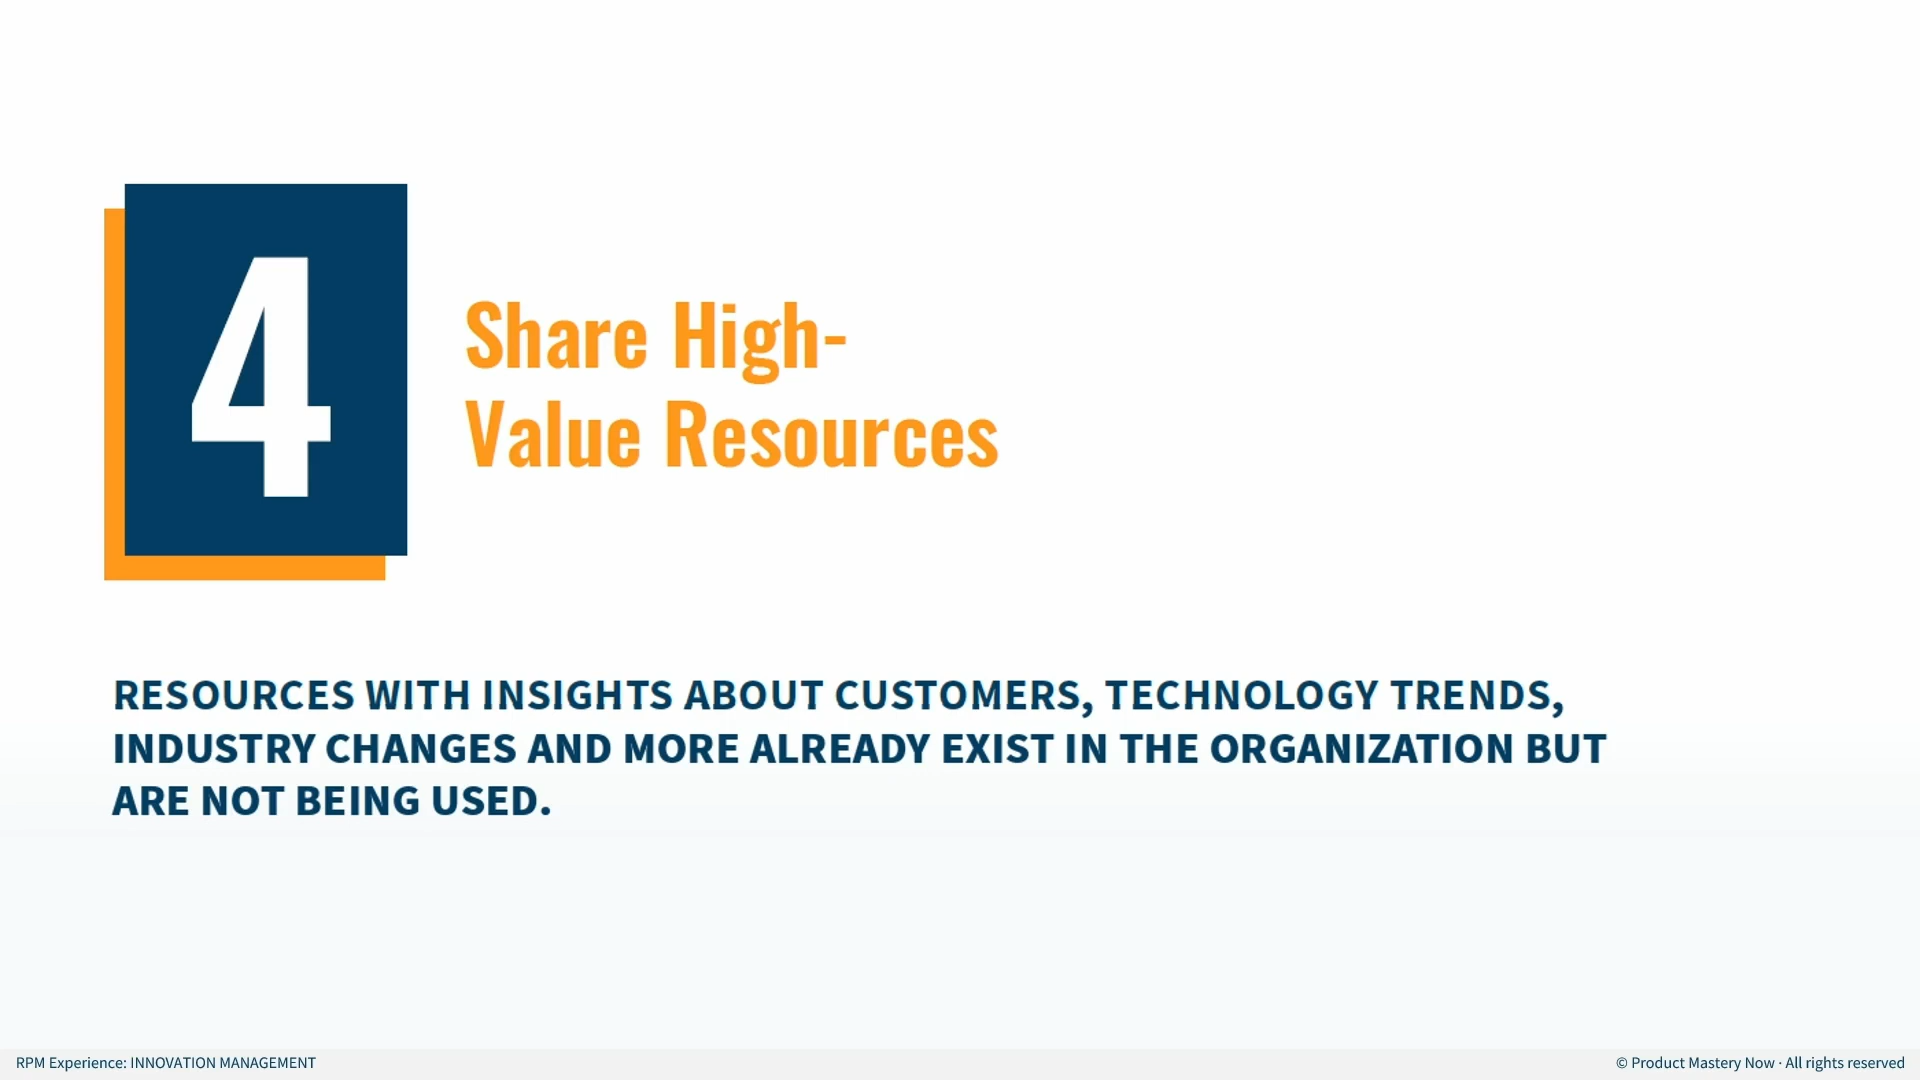 4
Share High-
Value Resources
RESOURCES WITH INSIGHTS ABOUT CUSTOMERS, TECHNOLOGY TRENDS,
INDUSTRY CHANGES AND MORE ALREADY EXIST IN THE ORGANIZATION BUT
ARE NOT BEING USED.
RPM Experience: INNOVATION MANAGEMENT
© Product Mastery Now · All rights reserved